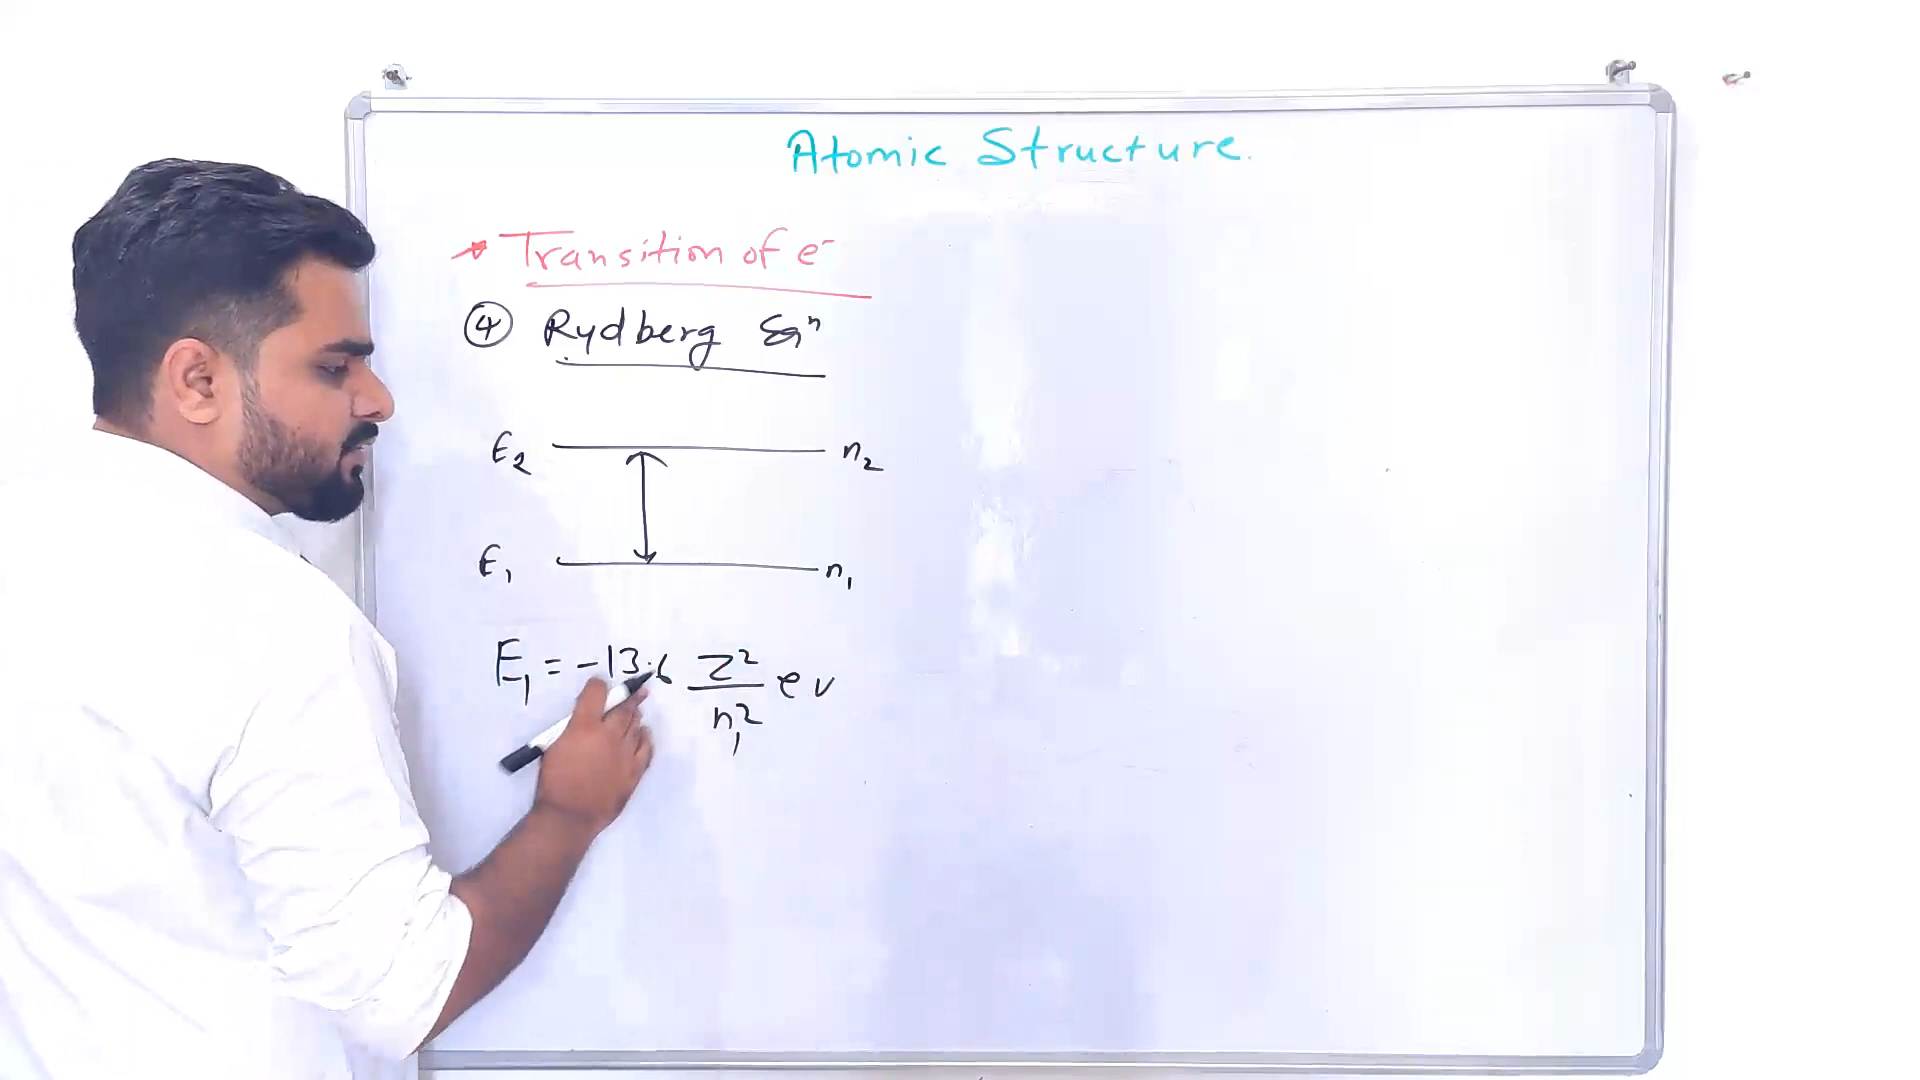 Atomic Structure.
* Transition of e⁻
④ Rydberg Eqⁿ
E₂ n₂
E₁ n₁
E₁ = -13.6 Z²/n₁² ev